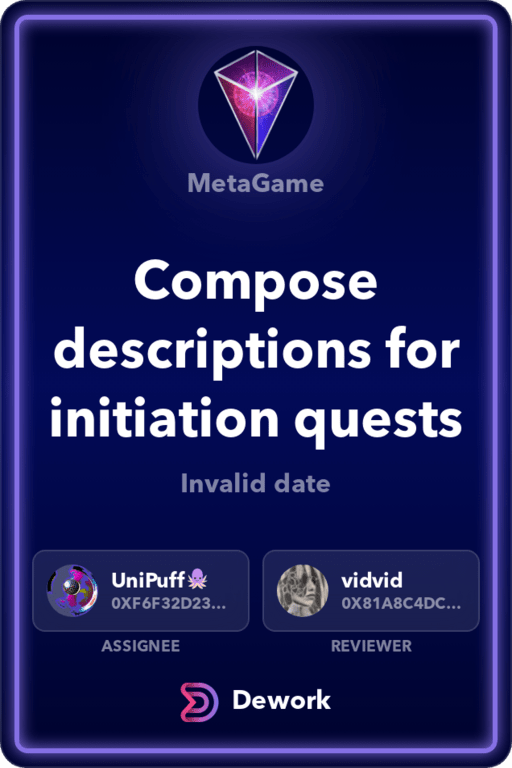 MetaGame
Compose
descriptions for
initiation quests
Invalid date
UniPuff🐙
0XF6F32D23...
ASSIGNEE
vidvid
0X81A8C4DC...
REVIEWER
Dework